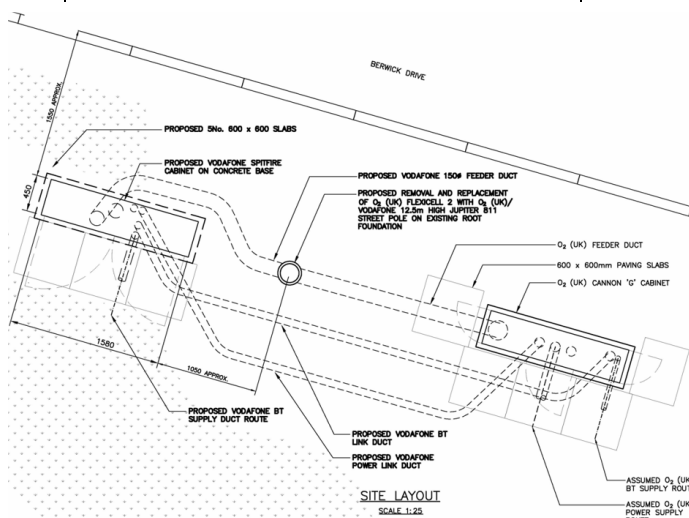 BERWICK DRIVE
1550 APPROX.
PROPOSED 5No. 600 x 600 SLABS
PROPOSED VODAFONE SPITFIRE
CABINET ON CONCRETE BASE
450
PROPOSED VODAFONE 150ø FEEDER DUCT
PROPOSED REMOVAL AND REPLACEMENT
OF O₂ (UK) FLEXICELL 2 WITH O₂ (UK)/
VODAFONE 12.5m HIGH JUPITER 811
STREET POLE ON EXISTING ROOT
FOUNDATION
O₂ (UK) FEEDER DUCT
600 x 600mm PAVING SLABS
O₂ (UK) CANNON 'G' CABINET
1580
1050 APPROX.
PROPOSED VODAFONE BT
SUPPLY DUCT ROUTE
PROPOSED VODAFONE BT
LINK DUCT
PROPOSED VODAFONE
POWER LINK DUCT
ASSUMED O₂ (UK
BT SUPPLY ROUT
ASSUMED O₂ (UK
POWER SUPPLY
SITE LAYOUT
SCALE 1:25